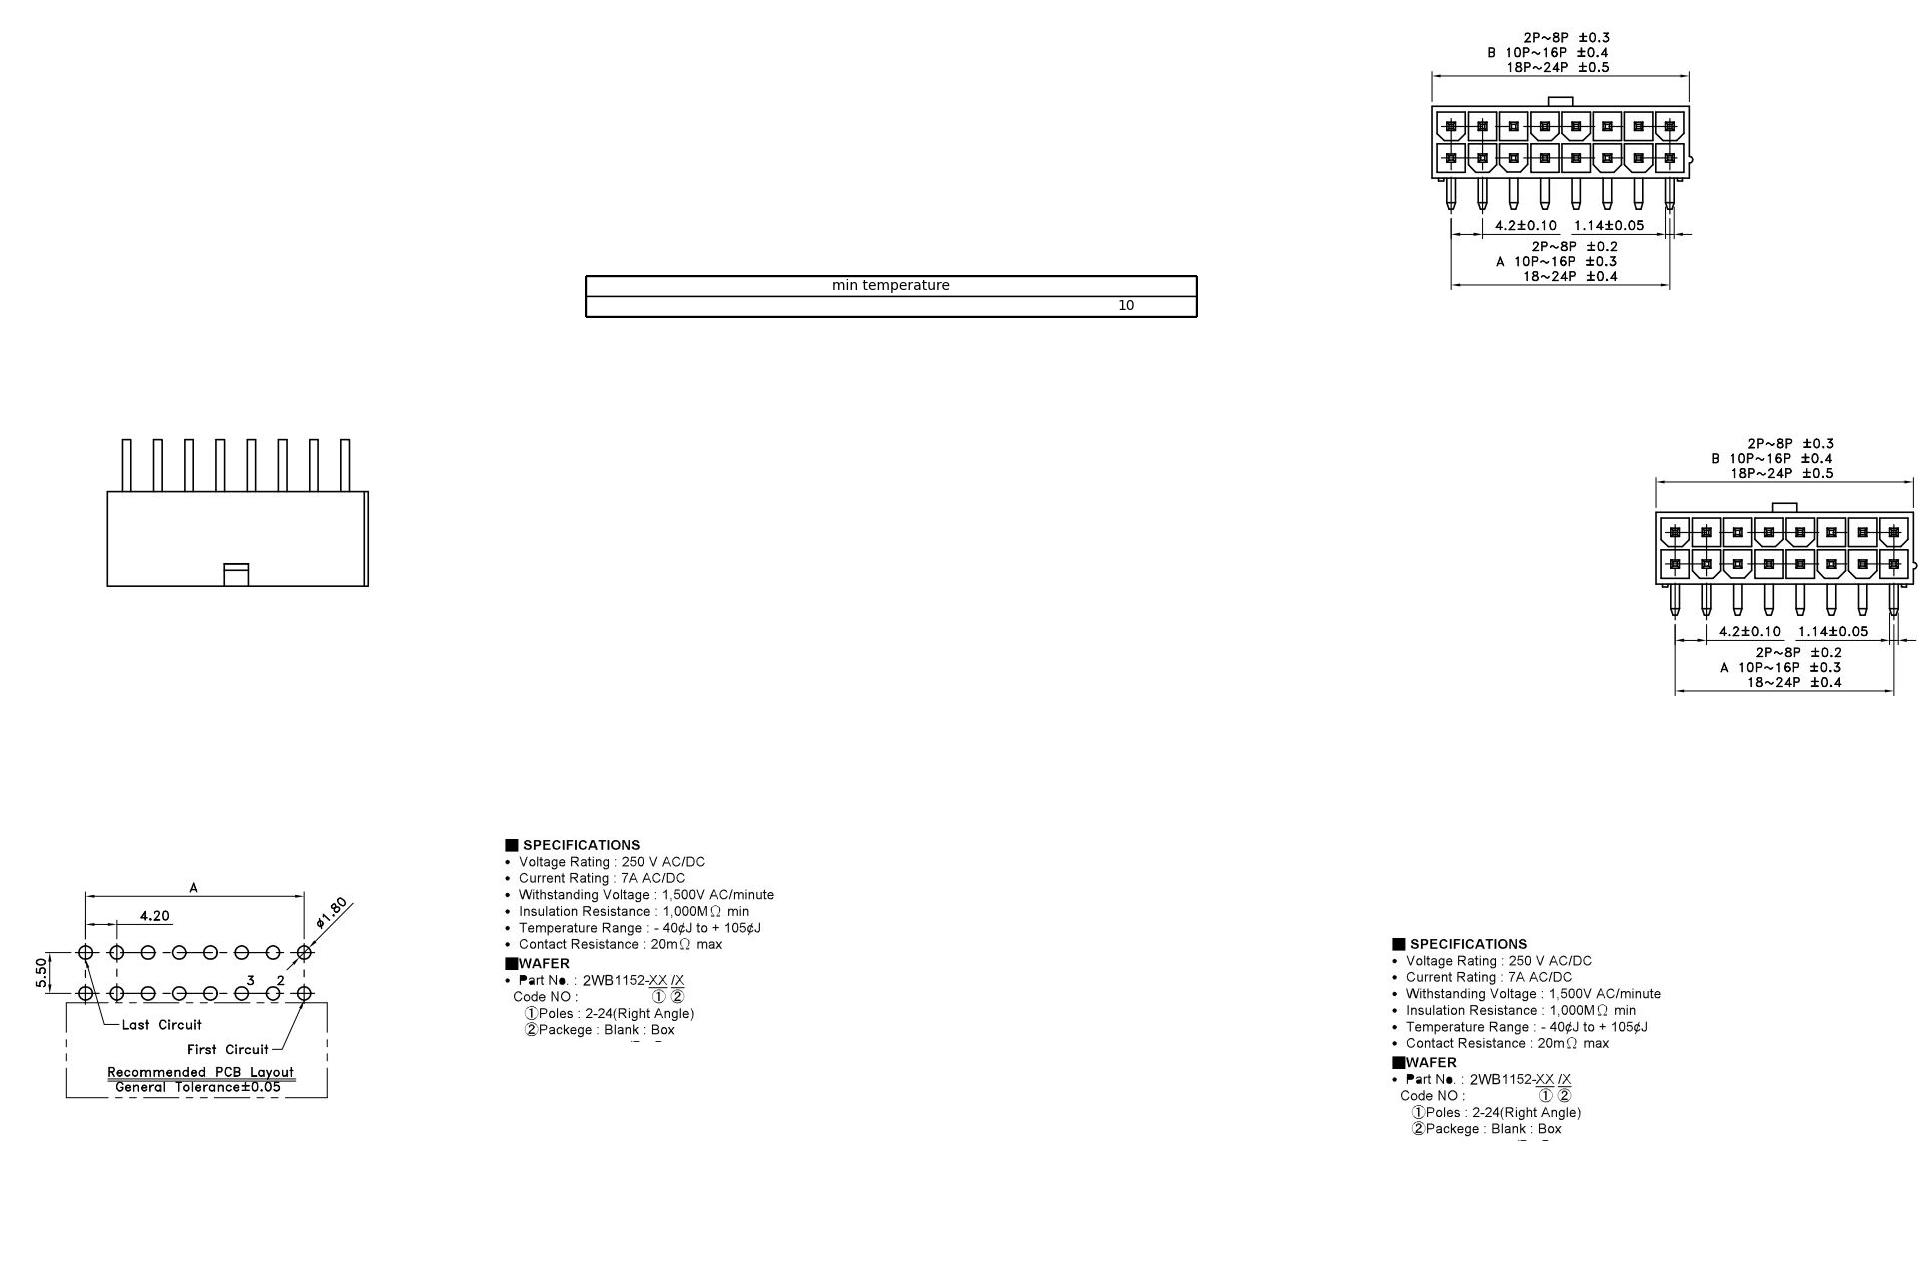 2P~8P ±0.3
B 10P~16P ±0.4
18P~24P ±0.5
4.2±0.10 1.14±0.05
2P~8P ±0.2
A 10P~16P ±0.3
18~24P ±0.4
min temperature
10
2P~8P ±0.3
B 10P~16P ±0.4
18P~24P ±0.5
4.2±0.10 1.14±0.05
2P~8P ±0.2
A 10P~16P ±0.3
18~24P ±0.4
A
4.20
ø1.80
5.50
3 2
Last Circuit
First Circuit
Recommended PCB Layout
General Tolerance±0.05
■ SPECIFICATIONS
• Voltage Rating : 250 V AC/DC
• Current Rating : 7A AC/DC
• Withstanding Voltage : 1,500V AC/minute
• Insulation Resistance : 1,000MΩ min
• Temperature Range : - 40¢J to + 105¢J
• Contact Resistance : 20mΩ max
■WAFER
• Part No. : 2WB1152-XX /X
Code NO : ① ②
①Poles : 2-24(Right Angle)
②Packege : Blank : Box
■ SPECIFICATIONS
• Voltage Rating : 250 V AC/DC
• Current Rating : 7A AC/DC
• Withstanding Voltage : 1,500V AC/minute
• Insulation Resistance : 1,000MΩ min
• Temperature Range : - 40¢J to + 105¢J
• Contact Resistance : 20mΩ max
■WAFER
• Part No. : 2WB1152-XX /X
Code NO : ① ②
①Poles : 2-24(Right Angle)
②Packege : Blank : Box